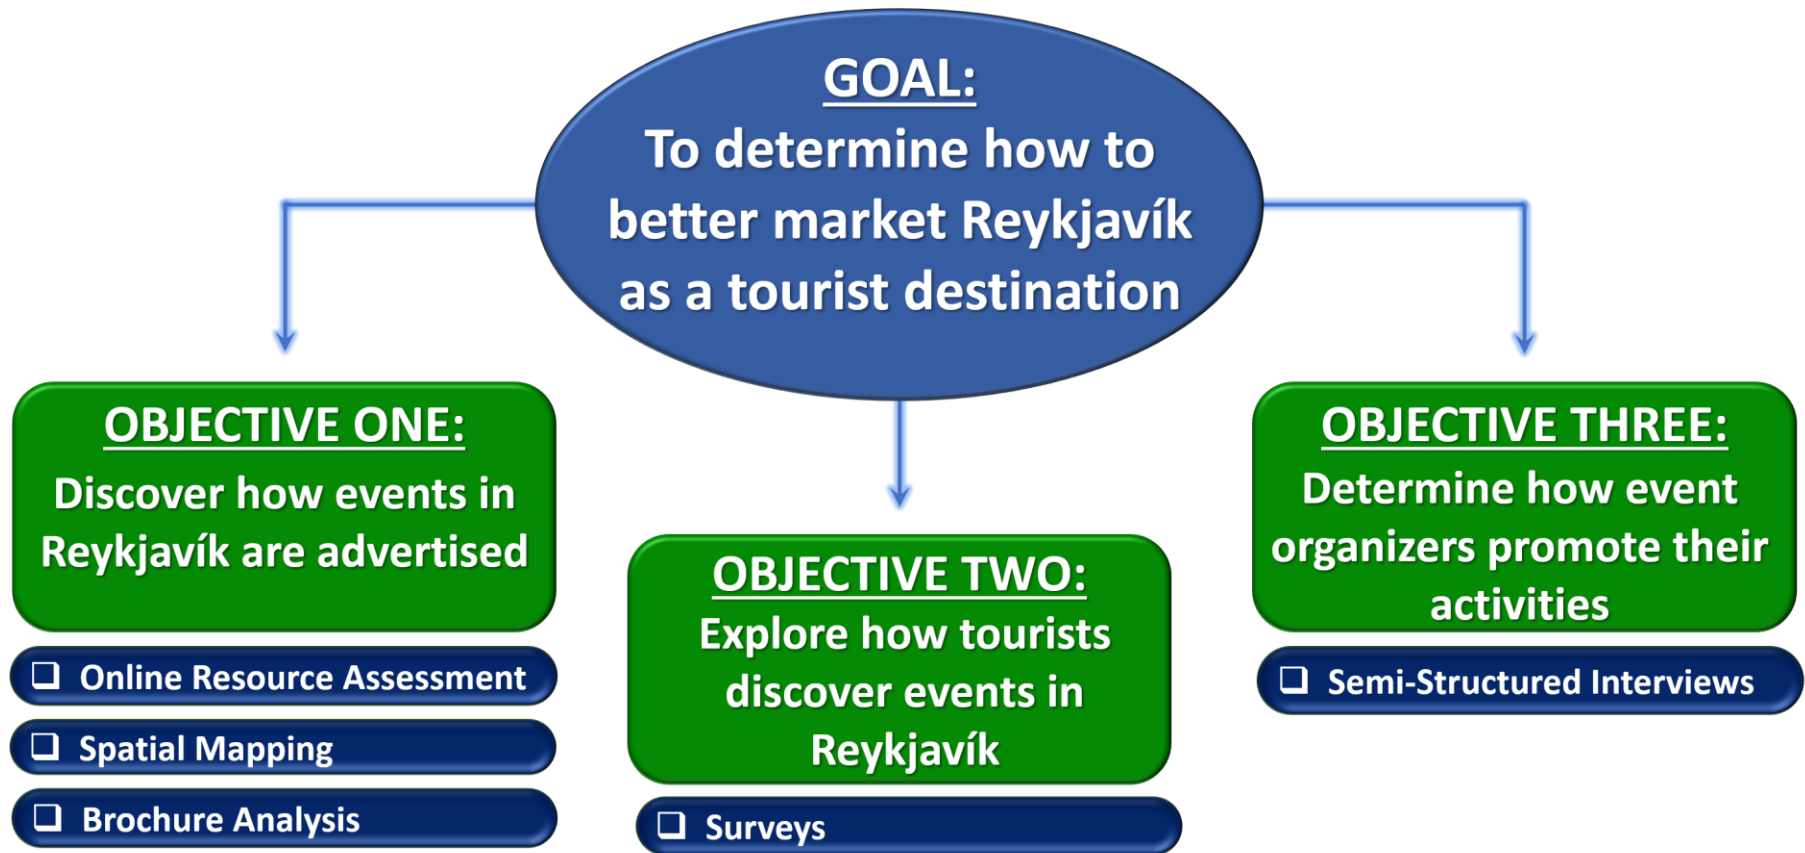 GOAL:
To determine how to
better market Reykjavík
as a tourist destination
OBJECTIVE ONE:
Discover how events in
Reykjavík are advertised
❑ Online Resource Assessment
❑ Spatial Mapping
❑ Brochure Analysis
OBJECTIVE TWO:
Explore how tourists
discover events in
Reykjavík
❑ Surveys
OBJECTIVE THREE:
Determine how event
organizers promote their
activities
❑ Semi-Structured Interviews